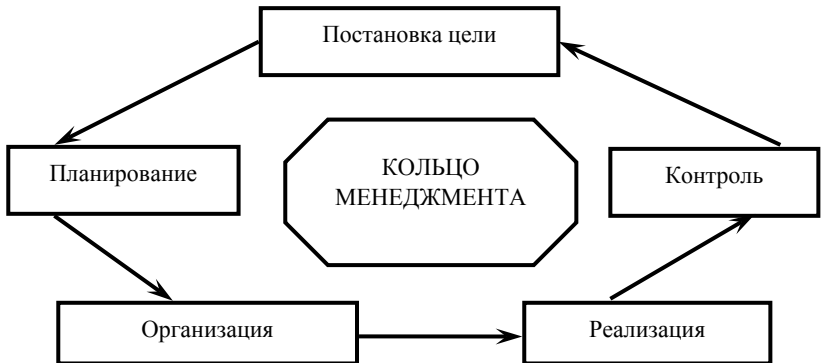 Постановка цели
Планирование
КОЛЬЦО
МЕНЕДЖМЕНТА
Контроль
Организация
Реализация